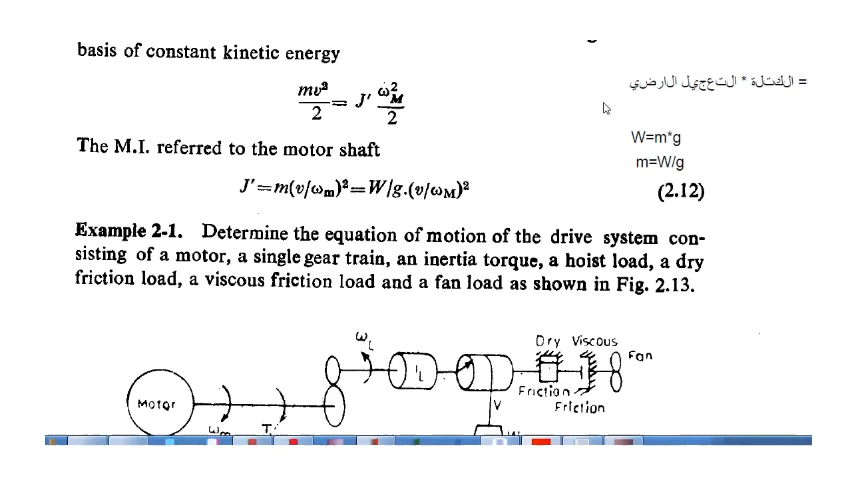 basis of constant kinetic energy
mv²/2 = J' ω²M/2
The M.I. referred to the motor shaft
J'=m(v/ωm)²=W/g.(v/ωM)² (2.12)
= الكتلة * التعجيل الارضي
W=m*g
m=W/g
Example 2-1. Determine the equation of motion of the drive system con-
sisting of a motor, a single gear train, an inertia torque, a hoist load, a dry
friction load, a viscous friction load and a fan load as shown in Fig. 2.13.
ωL
Dry Viscous
Fan
IL
Friction
Friction
Motor
V
ωm
T
W